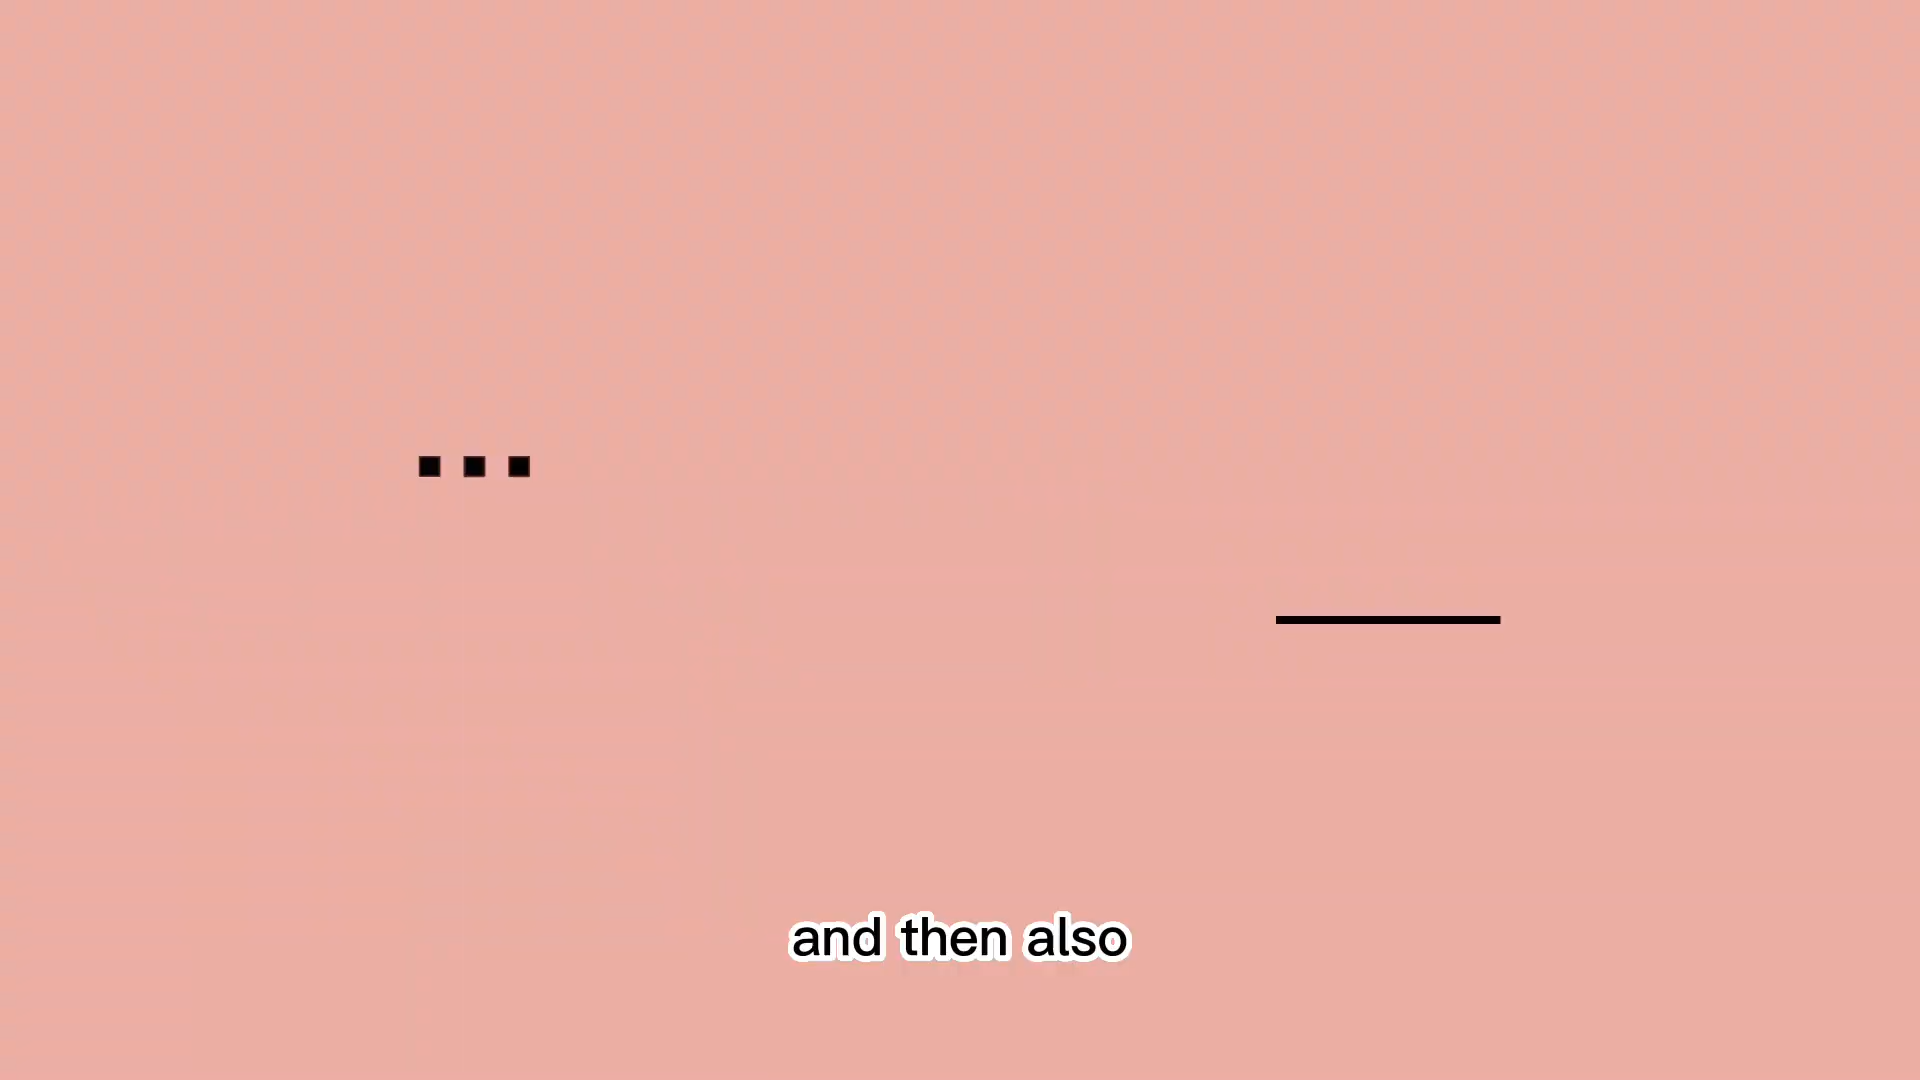 ...
and then also